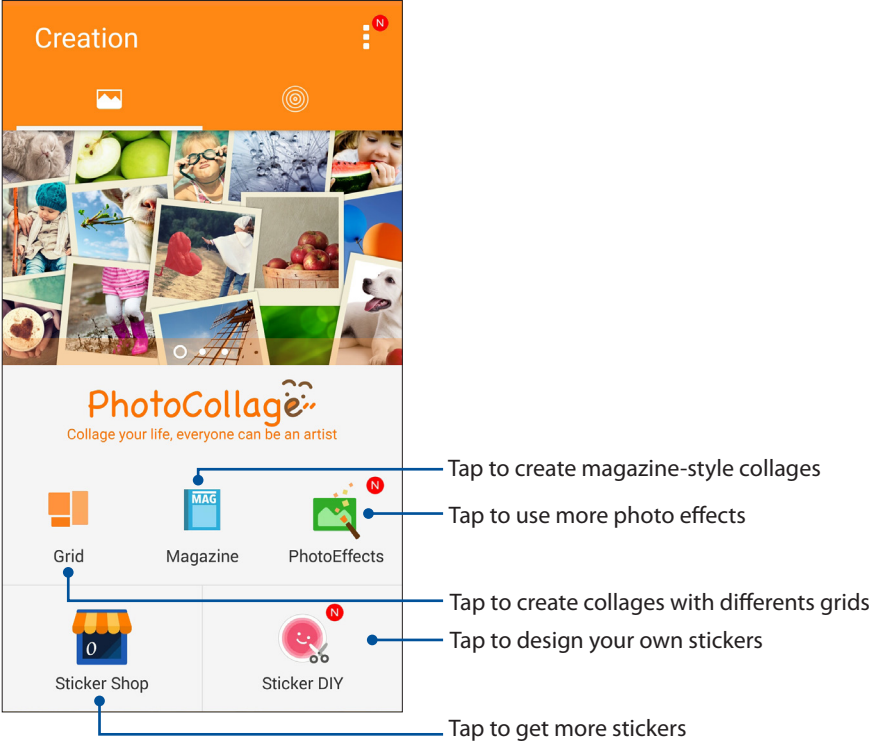 Creation
N
PhotoCollage
Collage your life, everyone can be an artist
Tap to create magazine-style collages
N
MAG
Tap to use more photo effects
Grid
Magazine
PhotoEffects
Tap to create collages with differents grids
N
Tap to design your own stickers
0
Sticker Shop
Sticker DIY
Tap to get more stickers